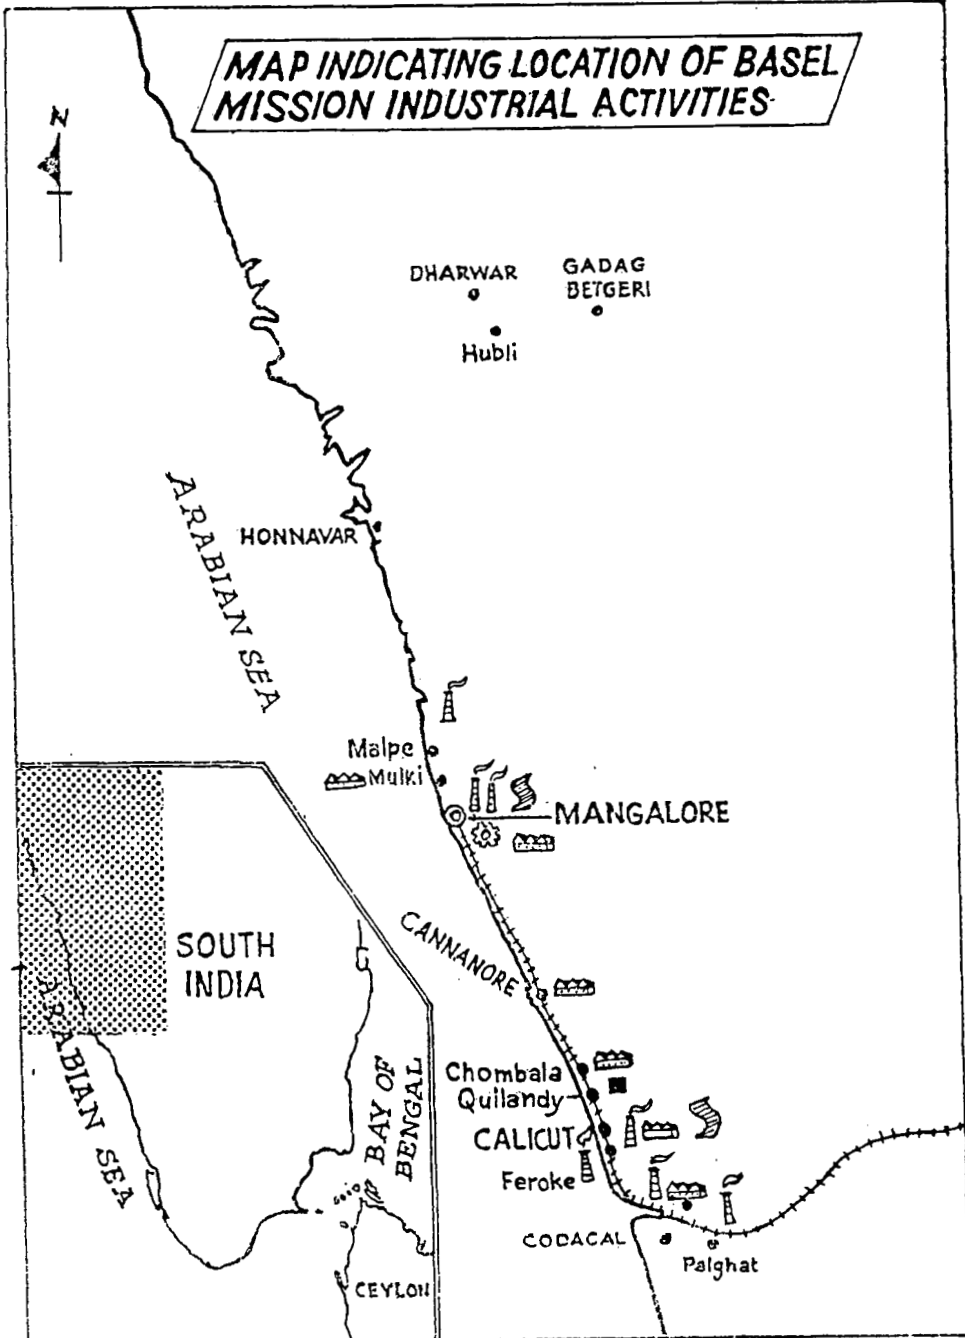 MAP INDICATING LOCATION OF BASEL
MISSION INDUSTRIAL ACTIVITIES
N
DHARWAR
GADAG
BETGERI
Hubli
ARABIAN SEA
HONNAVAR
Malpe
Mulki
MANGALORE
CANNANORE
SOUTH
INDIA
ARABIAN SEA
BAY OF
BENGAL
Chombala
Quilandy
CALICUT
Feroke
CODACAL
Palghat
CEYLON